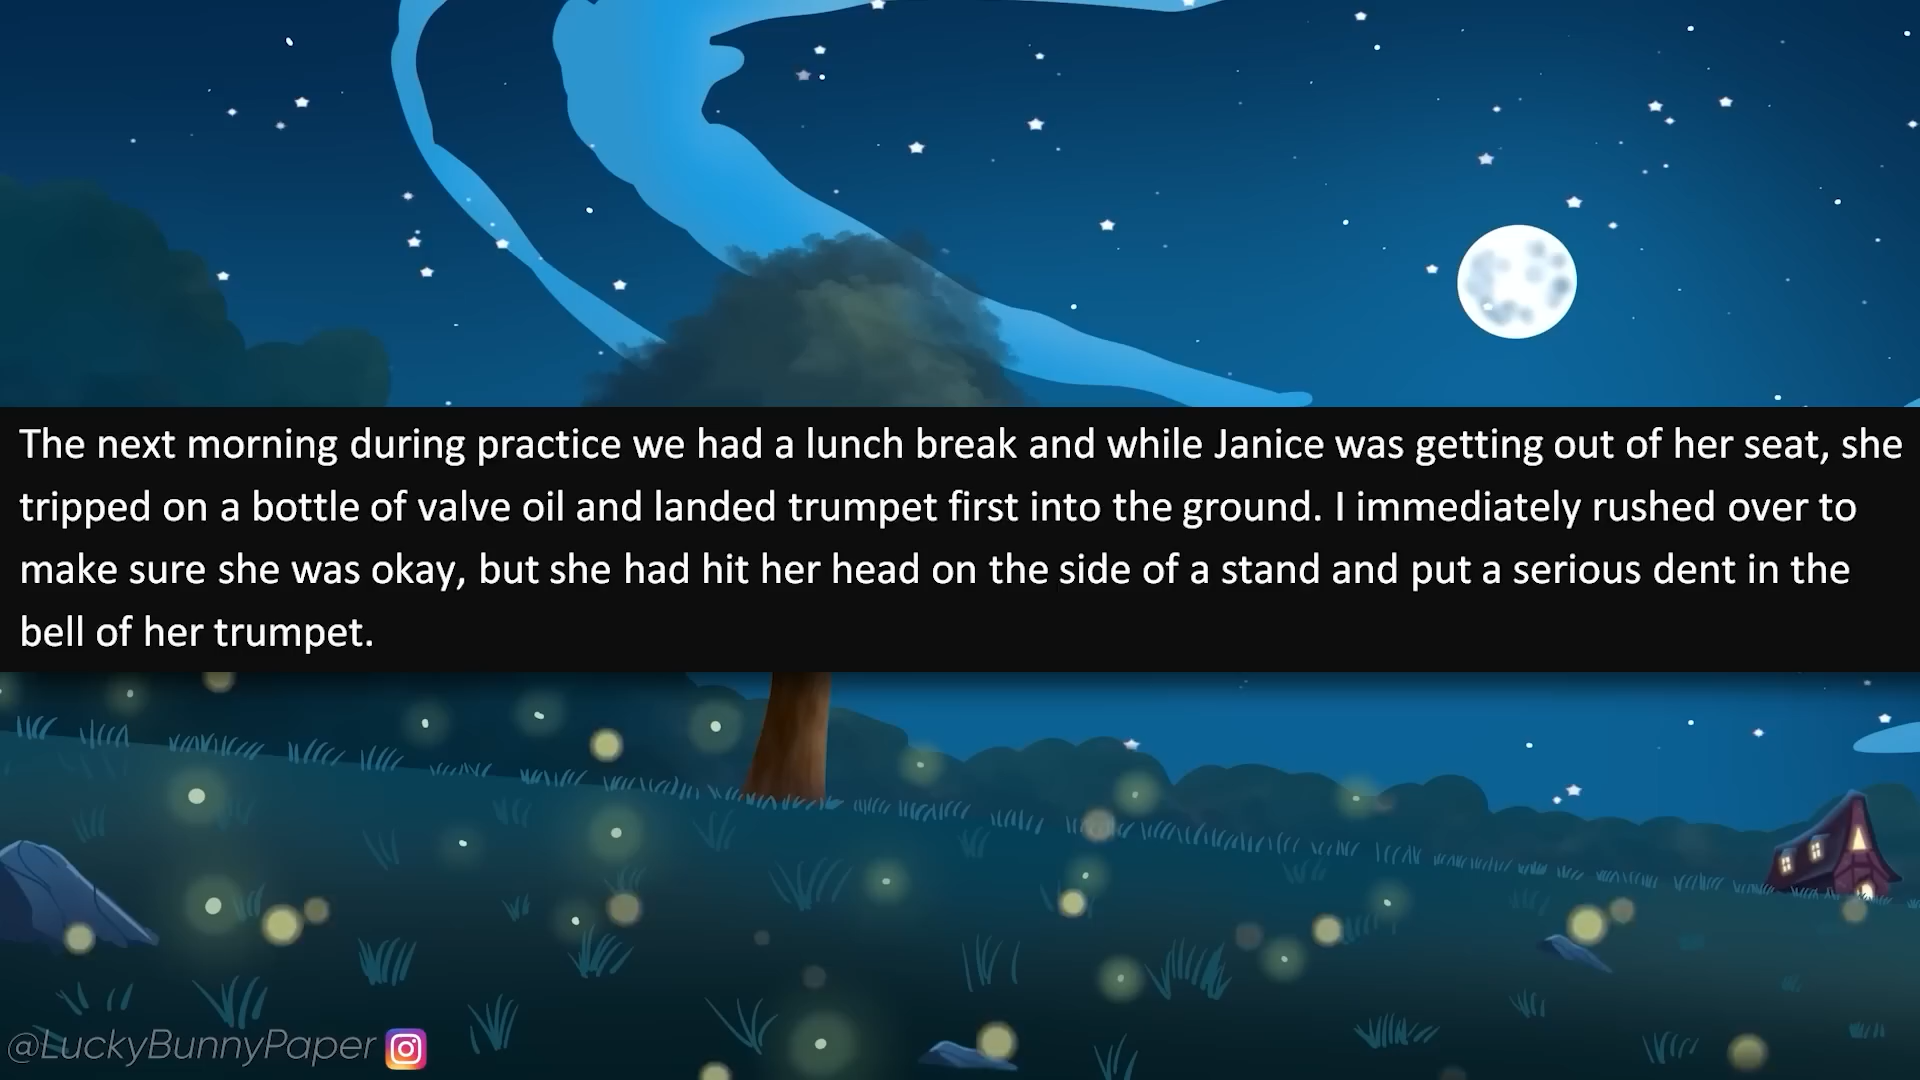 The next morning during practice we had a lunch break and while Janice was getting out of her seat, she
tripped on a bottle of valve oil and landed trumpet first into the ground. I immediately rushed over to
make sure she was okay, but she had hit her head on the side of a stand and put a serious dent in the
bell of her trumpet.
@LuckyBunnyPaper